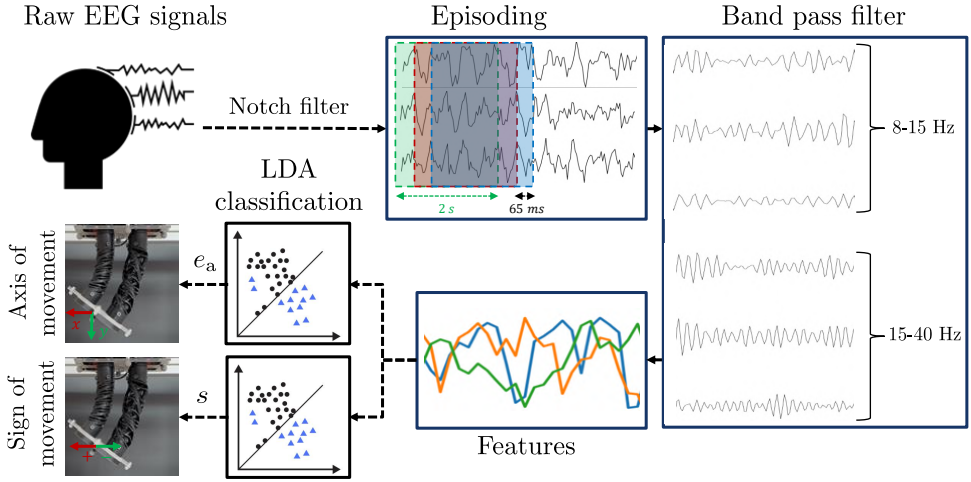 Raw EEG signals
Episoding
Band pass filter
Notch filter
8-15 Hz
2 s
65 ms
LDA
classification
Axis of
movement
x
y
e_a
15-40 Hz
Sign of
movement
+
-
s
Features